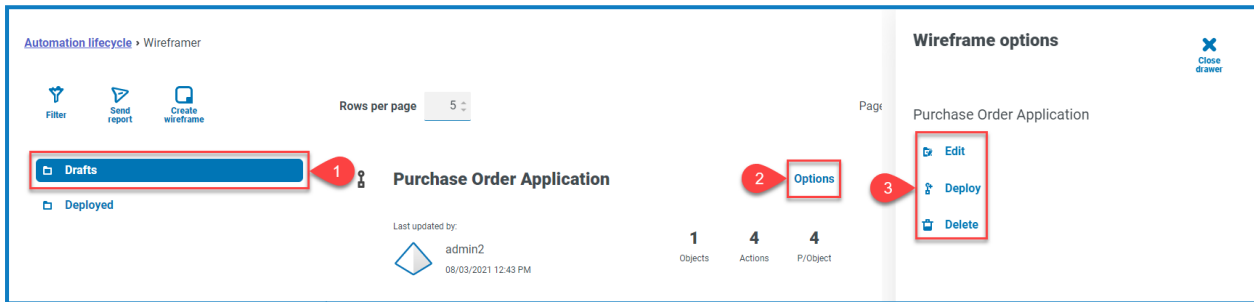 Automation lifecycle › Wireframer
Filter
Send
report
Create
wireframe
Rows per page 5
Page
Drafts
1
Deployed
Purchase Order Application
2
Options
Last updated by:
admin2
08/03/2021 12:43 PM
1
Objects
4
Actions
4
P/Object
Wireframe options
Close
drawer
Purchase Order Application
3
Edit
Deploy
Delete